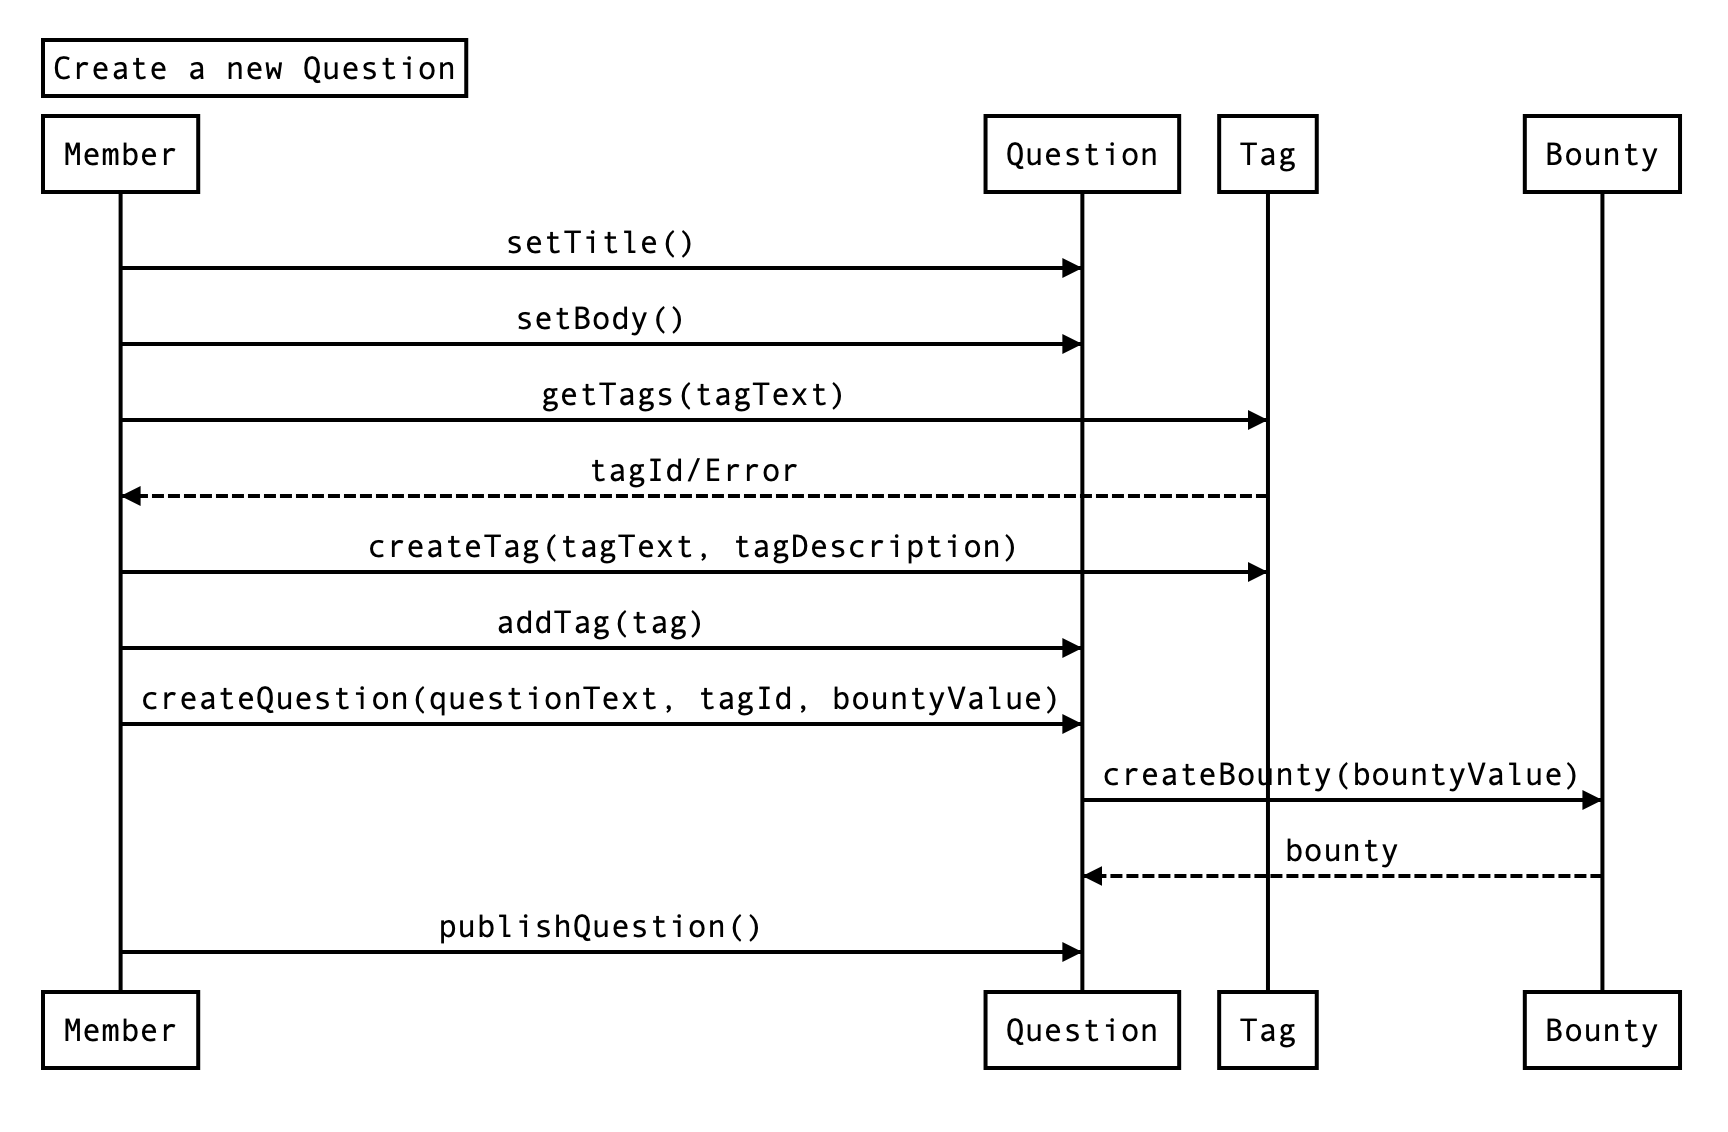 Create a new Question
Member Question Tag Bounty
setTitle()
setBody()
getTags(tagText)
tagId/Error
createTag(tagText, tagDescription)
addTag(tag)
createQuestion(questionText, tagId, bountyValue)
createBounty(bountyValue)
bounty
publishQuestion()
Member Question Tag Bounty